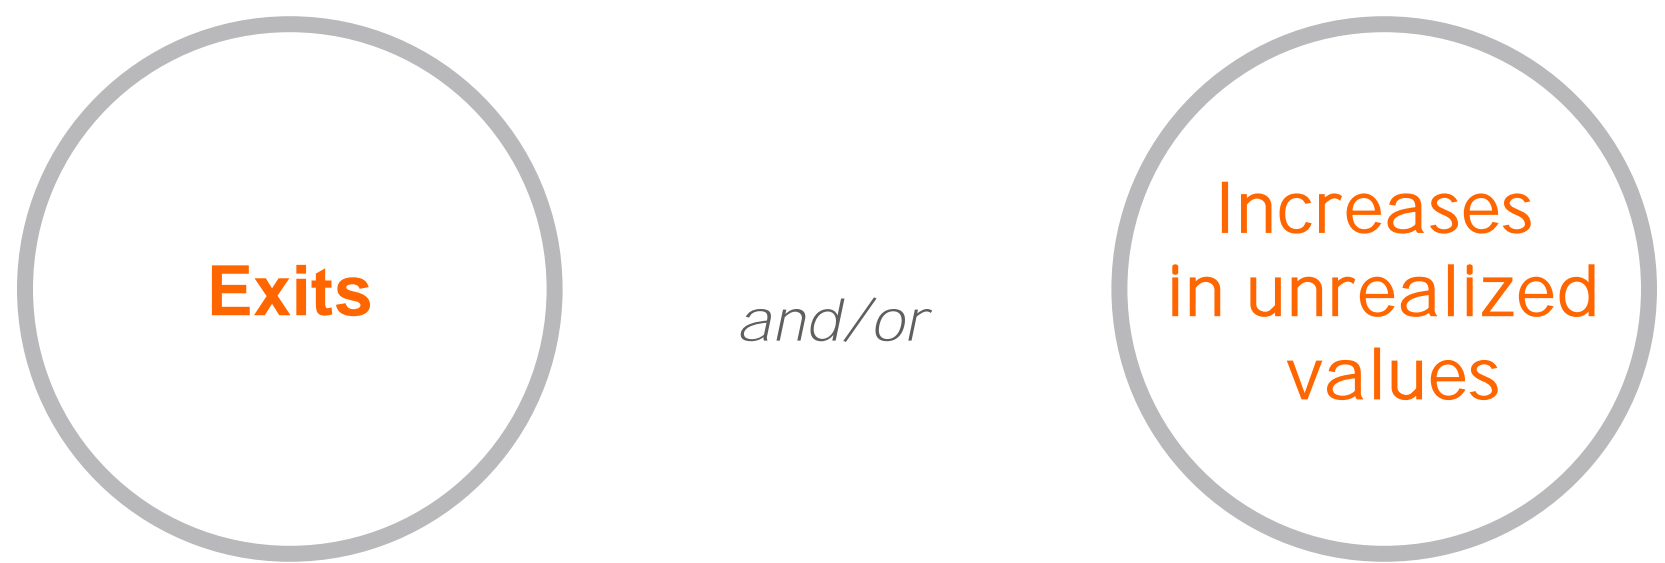 Exits
and/or
Increases
in unrealized
values